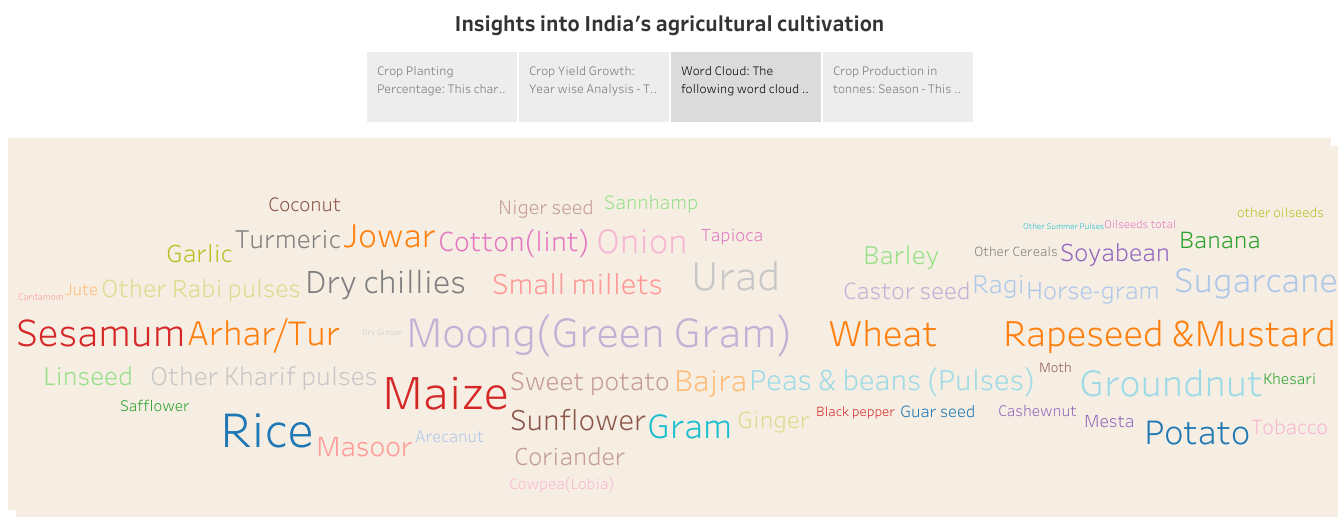 Insights into India's agricultural cultivation
Crop Planting
Percentage: This char..
Crop Yield Growth:
Year wise Analysis - T..
Word Cloud: The
following word cloud ..
Crop Production in
tonnes: Season - This ..
Coconut
Niger seed
Sannhamp
other oilseeds
Other Summer Pulses
Oilseeds total
Garlic
Turmeric
Jowar
Cotton(lint)
Onion
Tapioca
Barley
Other Cereals
Soyabean
Banana
Cardamom
Jute
Other Rabi pulses
Dry chillies
Small millets
Urad
Castor seed
Ragi
Horse-gram
Sugarcane
Sesamum
Arhar/Tur
Dry Ginger
Moong(Green Gram)
Wheat
Rapeseed &Mustard
Linseed
Other Kharif pulses
Maize
Sweet potato
Bajra
Peas & beans (Pulses)
Moth
Groundnut
Khesari
Safflower
Rice
Masoor
Arecanut
Sunflower
Gram
Ginger
Black pepper
Guar seed
Cashewnut
Mesta
Potato
Tobacco
Coriander
Cowpea(Lobia)